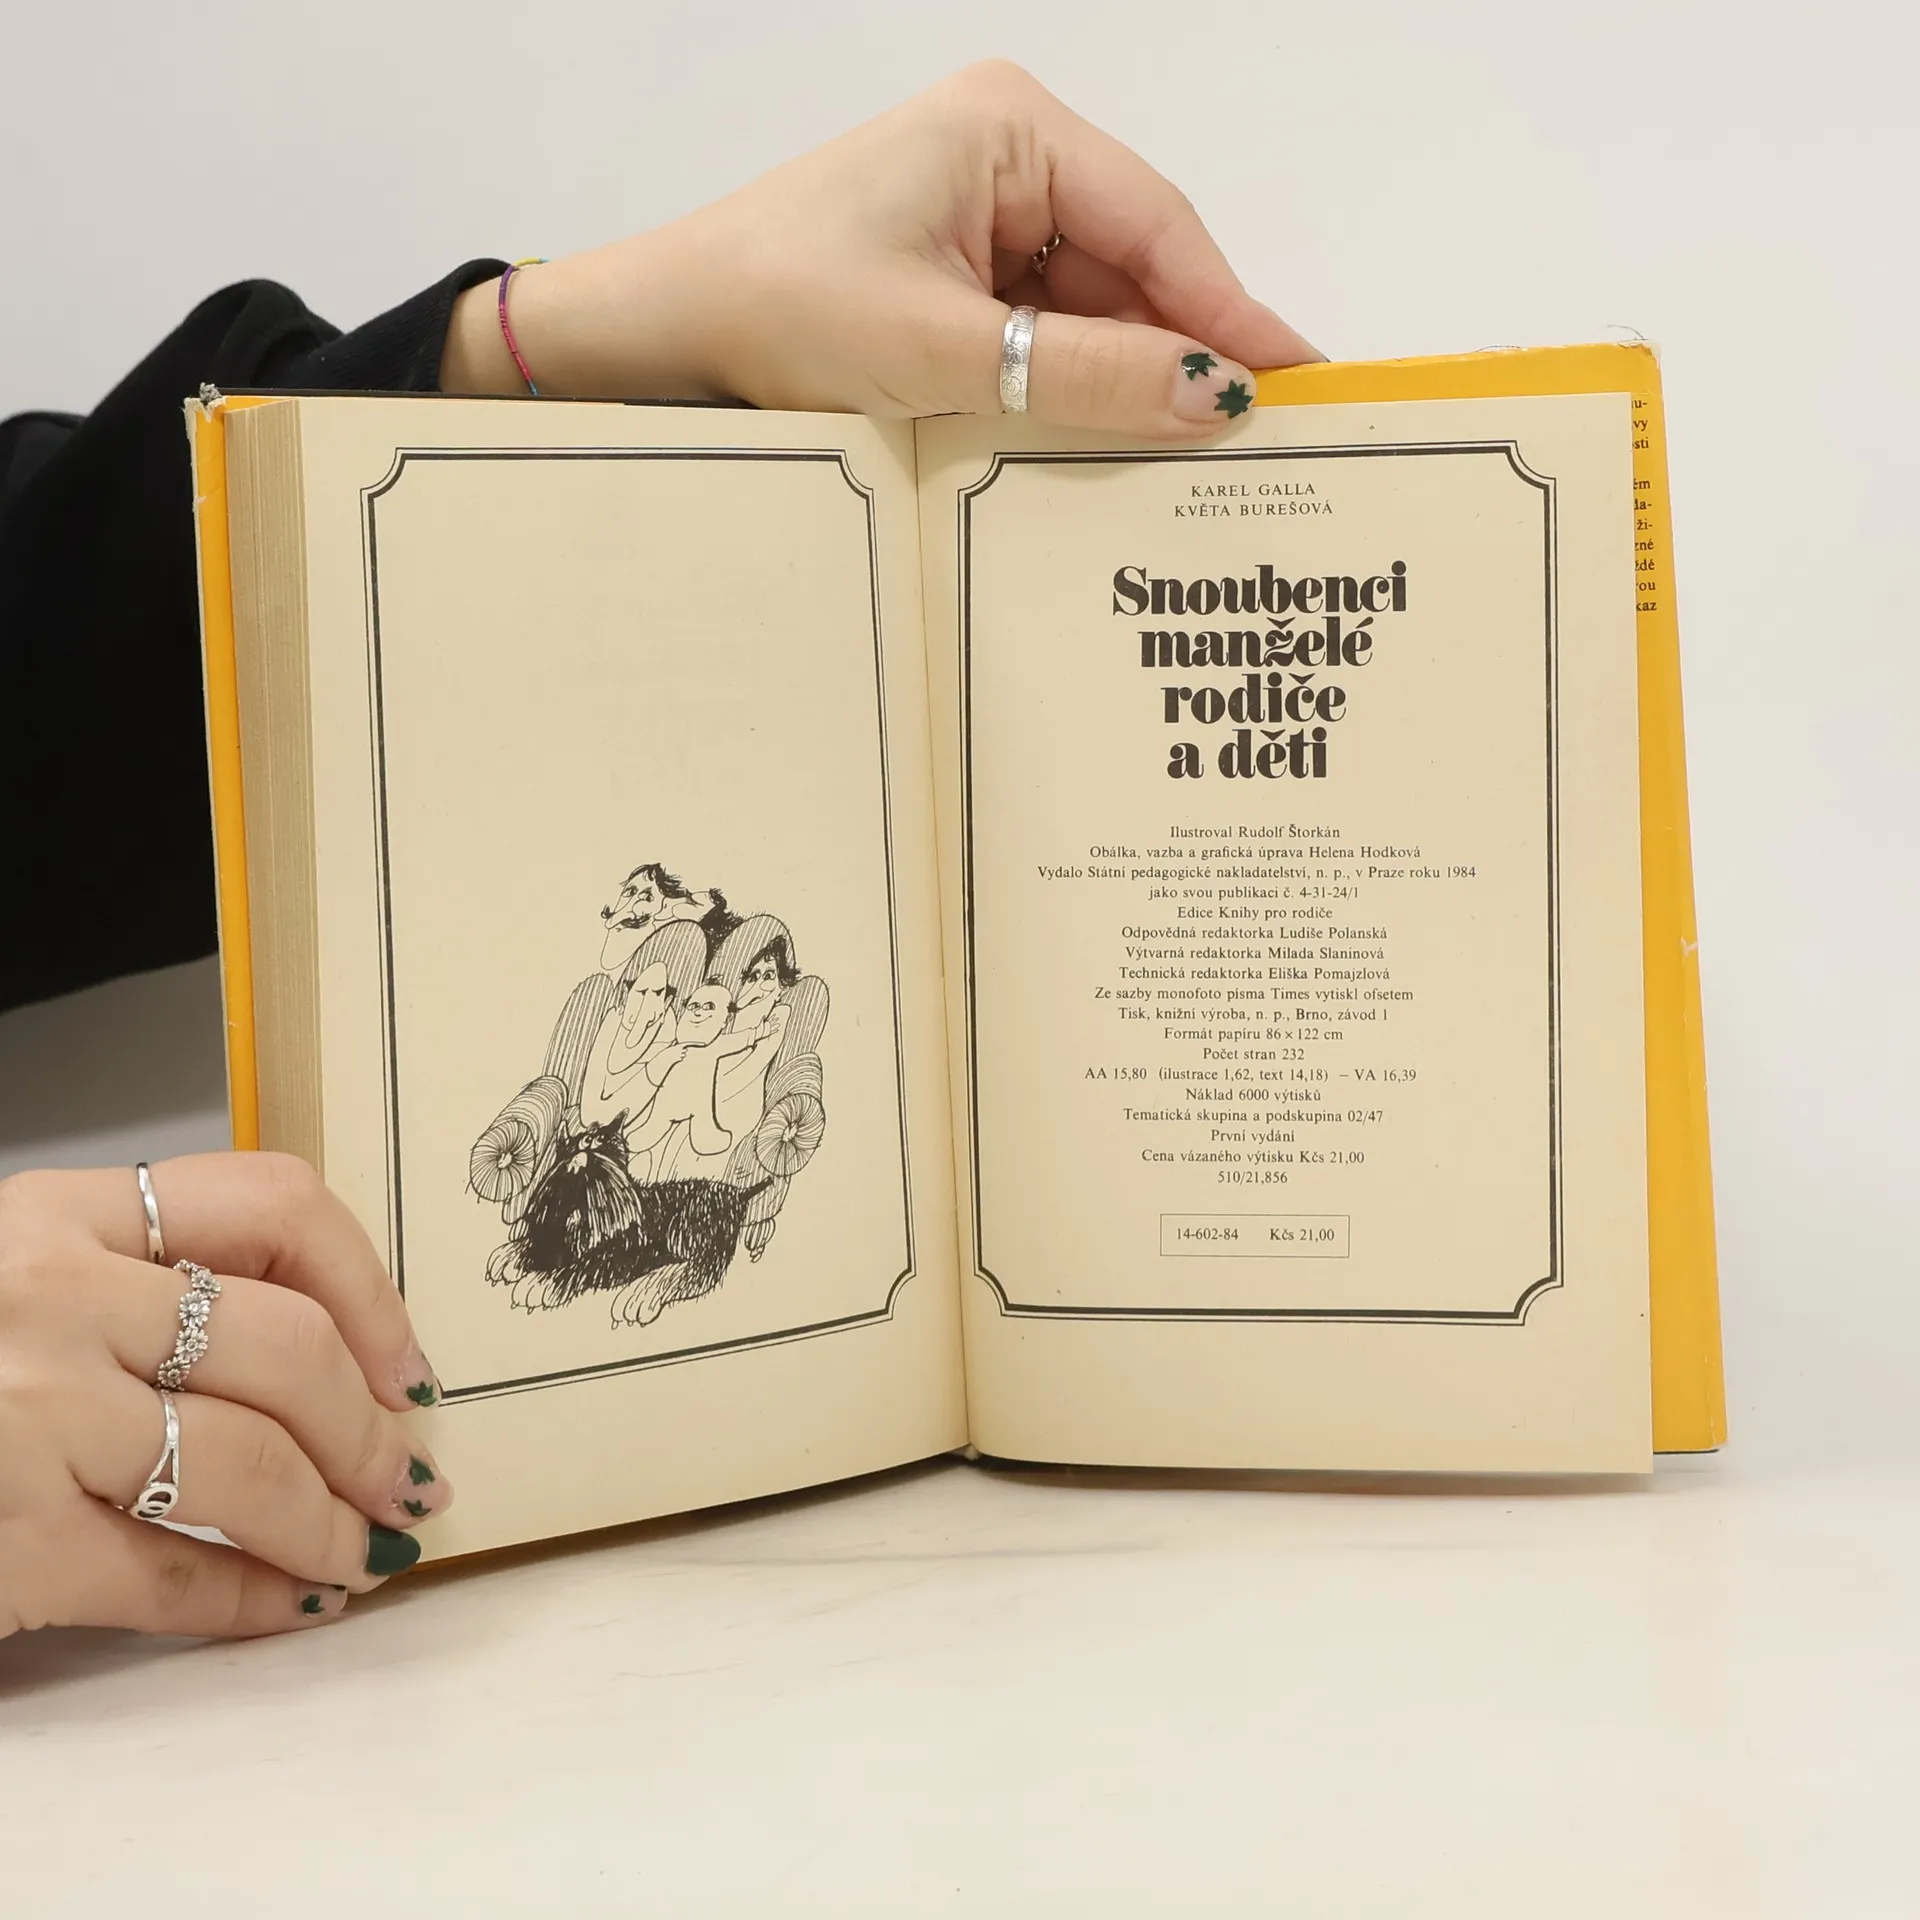 KAREL GALLA
KVĚTA BUREŠOVÁ
Snoubenci
manželé
rodiče
a děti
Ilustroval Rudolf Štorkán
Obálka, vazba a grafická úprava Helena Hodková
Vydalo Státní pedagogické nakladatelství, n. p., v Praze roku 1984
jako svou publikaci č. 4-31-24/1
Edice Knihy pro rodiče
Odpovědná redaktorka Ludiše Polanská
Výtvarná redaktorka Milada Slanínová
Technická redaktorka Eliška Pomajzlová
Ze sazby monofoto písma Times vytiskl ofsetem
Tisk, knižní výroba, n. p., Brno, závod 1
Formát papíru 86 × 122 cm
Počet stran 232
AA 15,80 (ilustrace 1,62, text 14,18) – VA 16,39
Náklad 6000 výtisků
Tematická skupina a podskupina 02/47
První vydání
Cena vázaného výtisku Kčs 21,00
510/21,856
14-602-84 Kčs 21,00